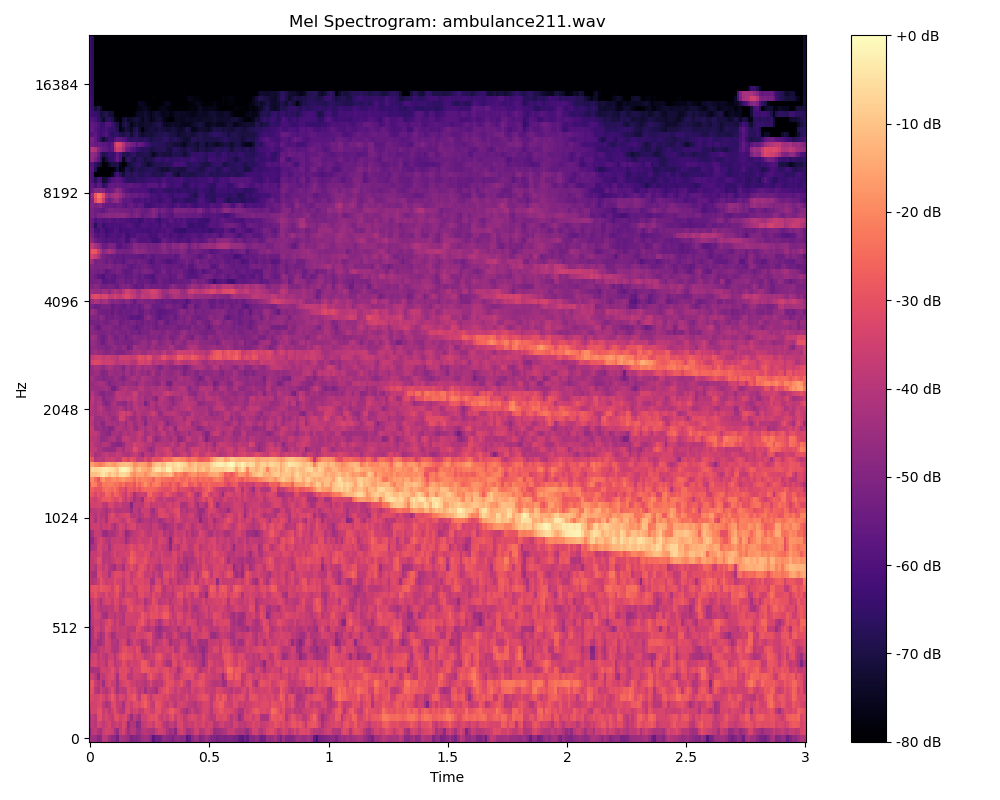 Mel Spectrogram: ambulance211.wav
+0 dB
16384
-10 dB
8192
-20 dB
4096
-30 dB
Hz
2048
-40 dB
1024
-50 dB
512
-60 dB
0
-70 dB
-80 dB
0 0.5 1 1.5 2 2.5 3
Time